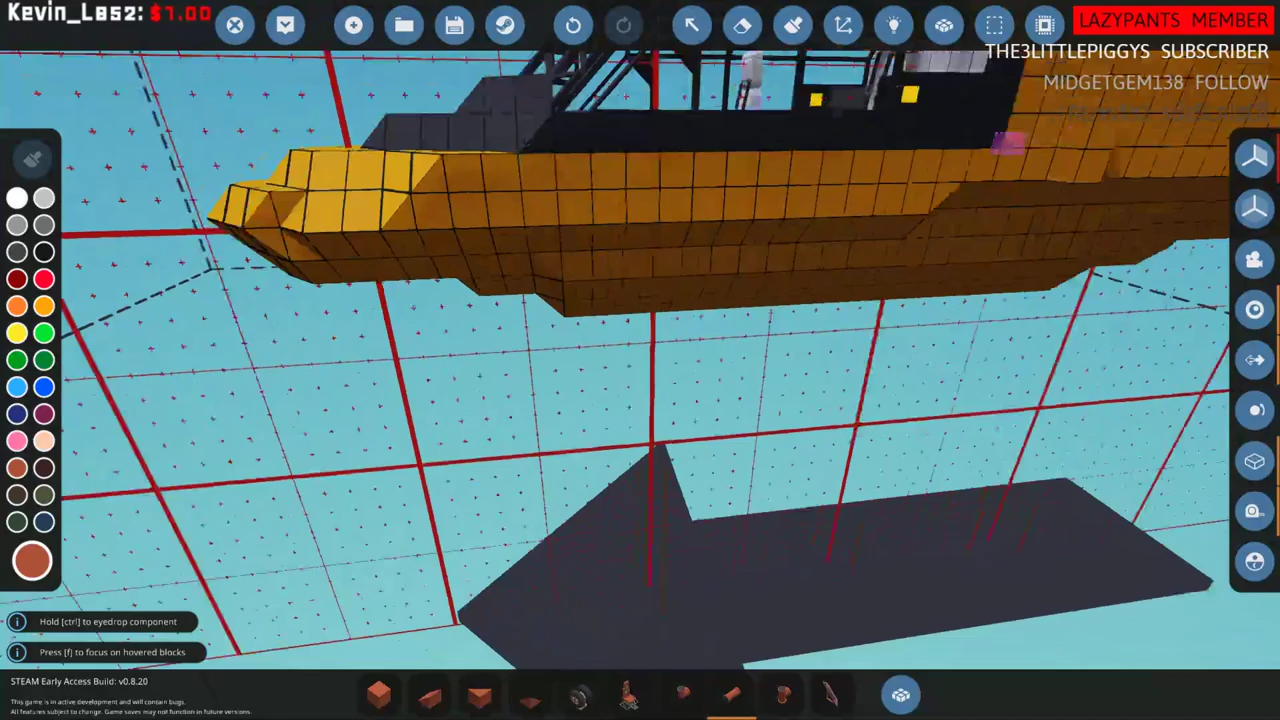 Kevin_L852: $1.00
LAZYPANTS MEMBER
THE3LITTLEPIGGYS SUBSCRIBER
MIDGETGEM138 FOLLOW
Hold [ctrl] to eyedrop component
Press [f] to focus on hovered blocks
STEAM Early Access Build: v0.8.20
This game is in active development and will contain bugs.
All features subject to change. Game saves may not function in future versions.